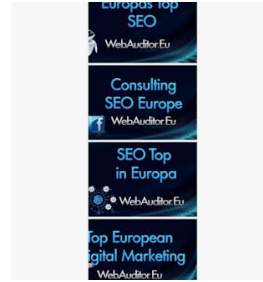 Europas Top
SEO
WebAuditor.Eu
Consulting
SEO Europe
WebAuditor.Eu
SEO Top
in Europa
WebAuditor.Eu
Top European
igital Marketing
WebAuditor.Eu